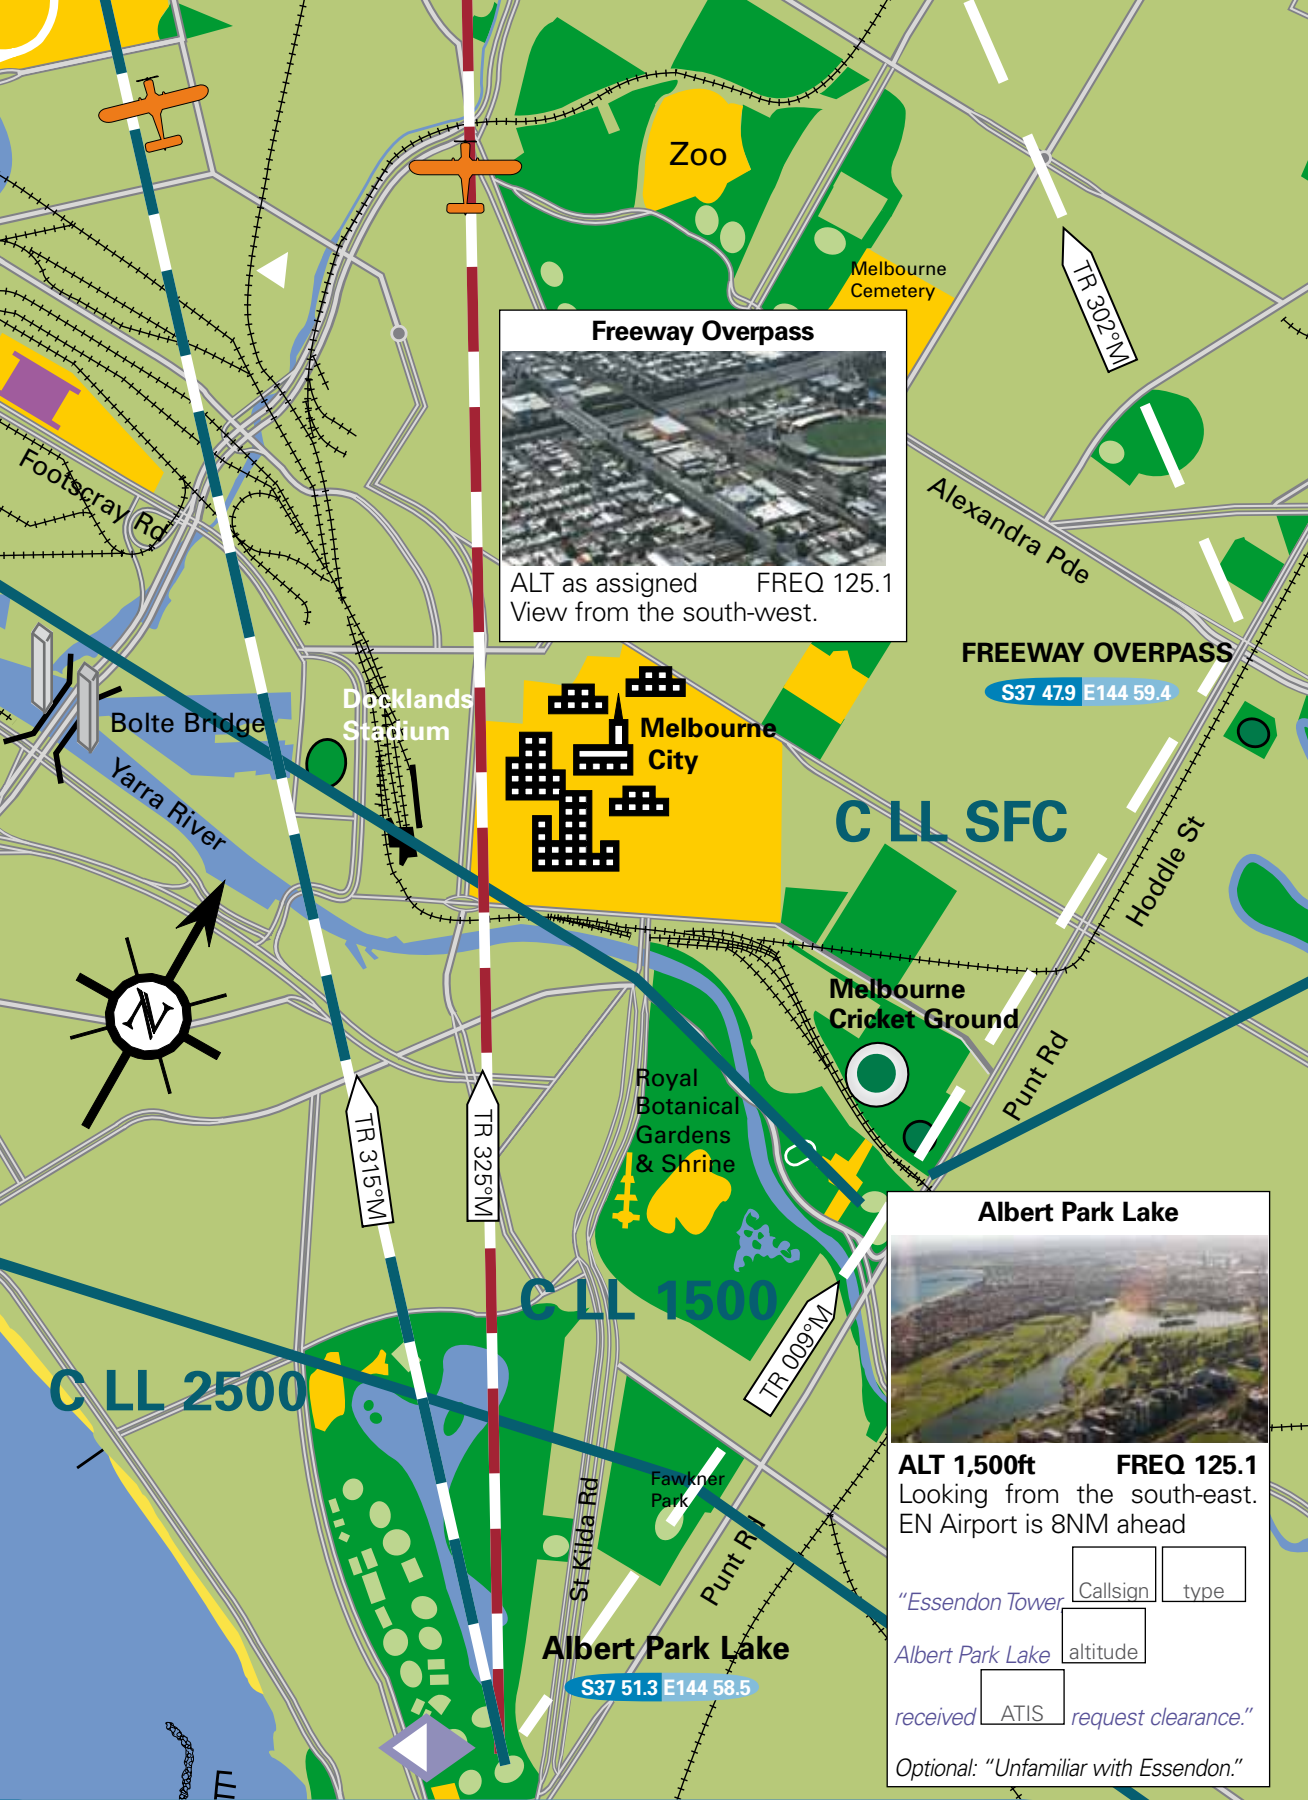 Zoo
Melbourne
Cemetery
TR 302°M
Freeway Overpass
ALT as assigned FREQ 125.1
View from the south-west.
Footscray Rd
Alexandra Pde
FREEWAY OVERPASS
S37 47.9 E144 59.4
Docklands
Stadium
Bolte Bridge
Yarra River
Melbourne
City
C LL SFC
Hoddle St
N
Melbourne
Cricket Ground
Punt Rd
Royal
Botanical
Gardens
& Shrine
TR 315°M
TR 325°M
C LL 1500
TR 009°M
C LL 2500
Fawkner
Park
St Kilda Rd
Punt Rd
Albert Park Lake
S37 51.3 E144 58.5
Albert Park Lake
ALT 1,500ft FREQ 125.1
Looking from the south-east.
EN Airport is 8NM ahead
“Essendon Tower Callsign type
Albert Park Lake altitude
received ATIS request clearance.”
Optional: “Unfamiliar with Essendon.”